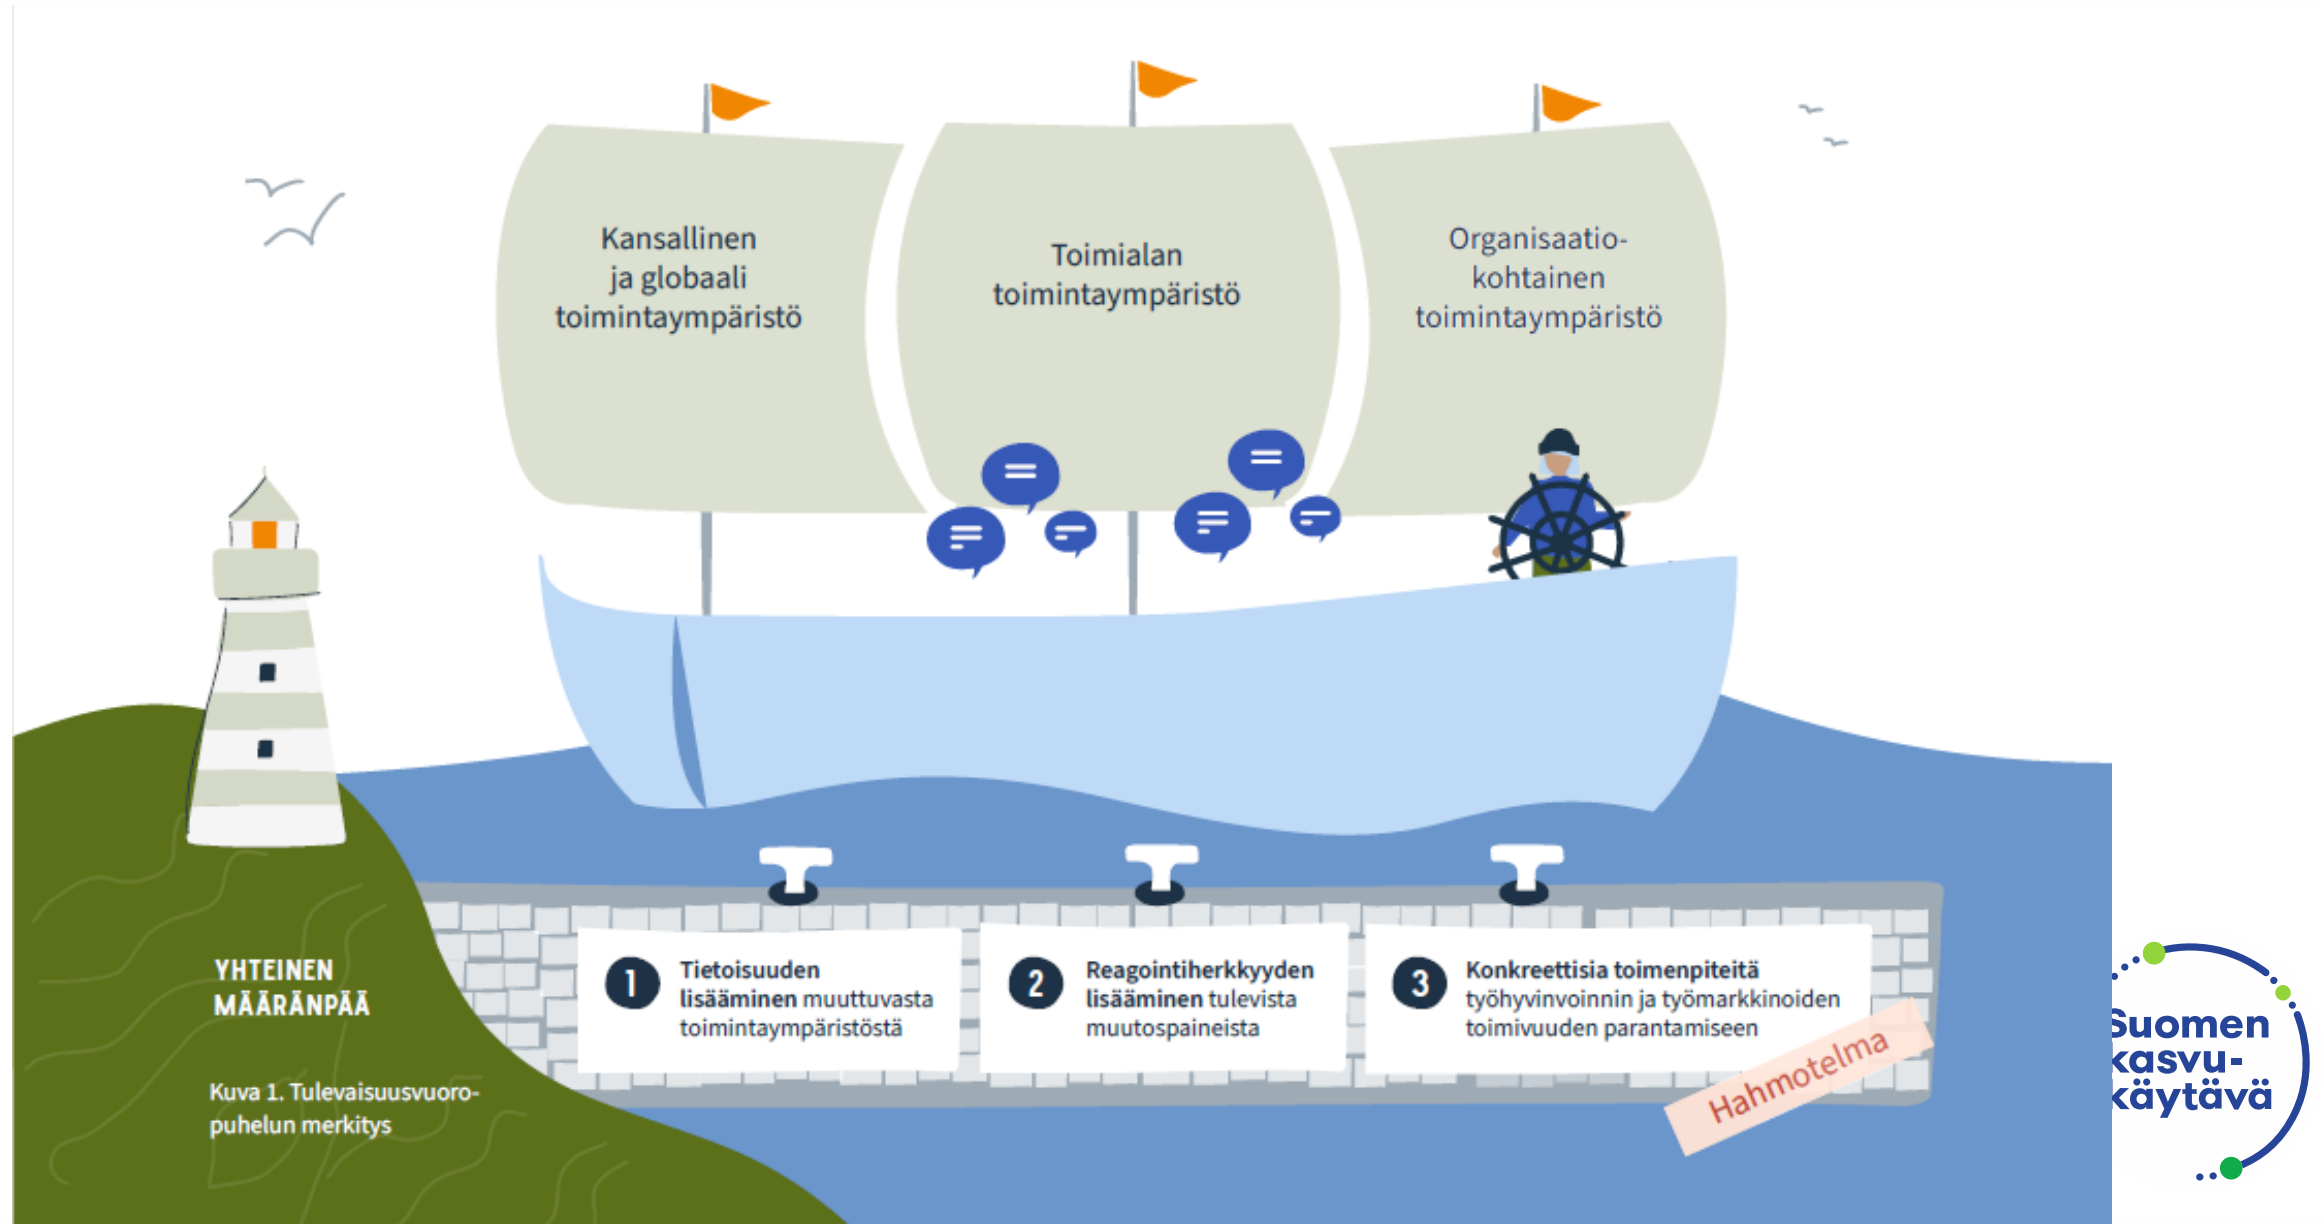 Kansallinen
ja globaali
toimintaympäristö
Toimialan
toimintaympäristö
Organisaatio-
kohtainen
toimintaympäristö
YHTEINEN
MÄÄRÄNPÄÄ
Kuva 1. Tulevaisuusvuoro-
puhelun merkitys
1
Tietoisuuden
lisääminen muuttuvasta
toimintaympäristöstä
2
Reagointiherkkyyden
lisääminen tulevista
muutospaineista
3
Konkreettisia toimenpiteitä
työhyvinvoinnin ja työmarkkinoiden
toimivuuden parantamiseen
Hahmotelma
Suomen
kasvu-
käytävä